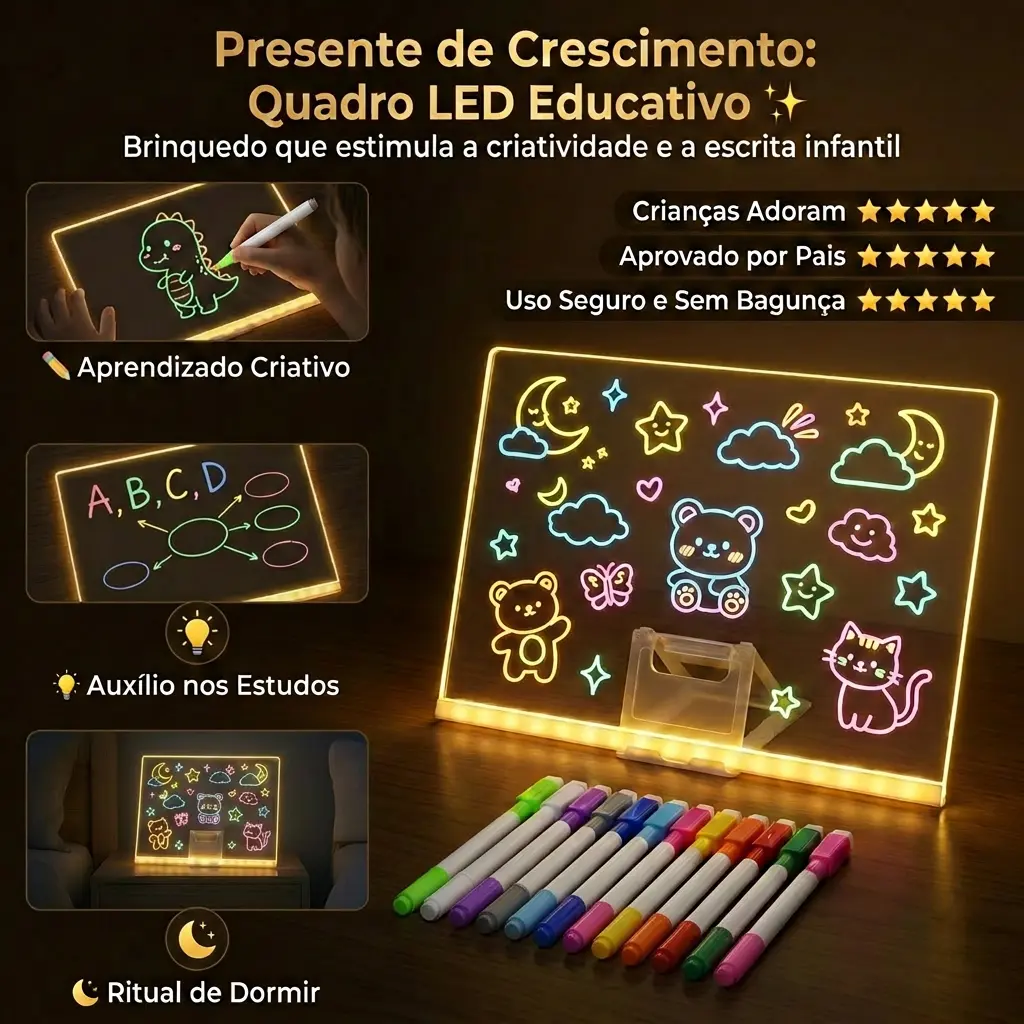 Presente de Crescimento:
Quadro LED Educativo ✨
Brinquedo que estimula a criatividade e a escrita infantil
Crianças Adoram ⭐⭐⭐⭐⭐
Aprovado por Pais ⭐⭐⭐⭐⭐
Uso Seguro e Sem Bagunça ⭐⭐⭐⭐⭐
✏️ Aprendizado Criativo
A, B, C, D
💡 Auxílio nos Estudos
🌙 Ritual de Dormir